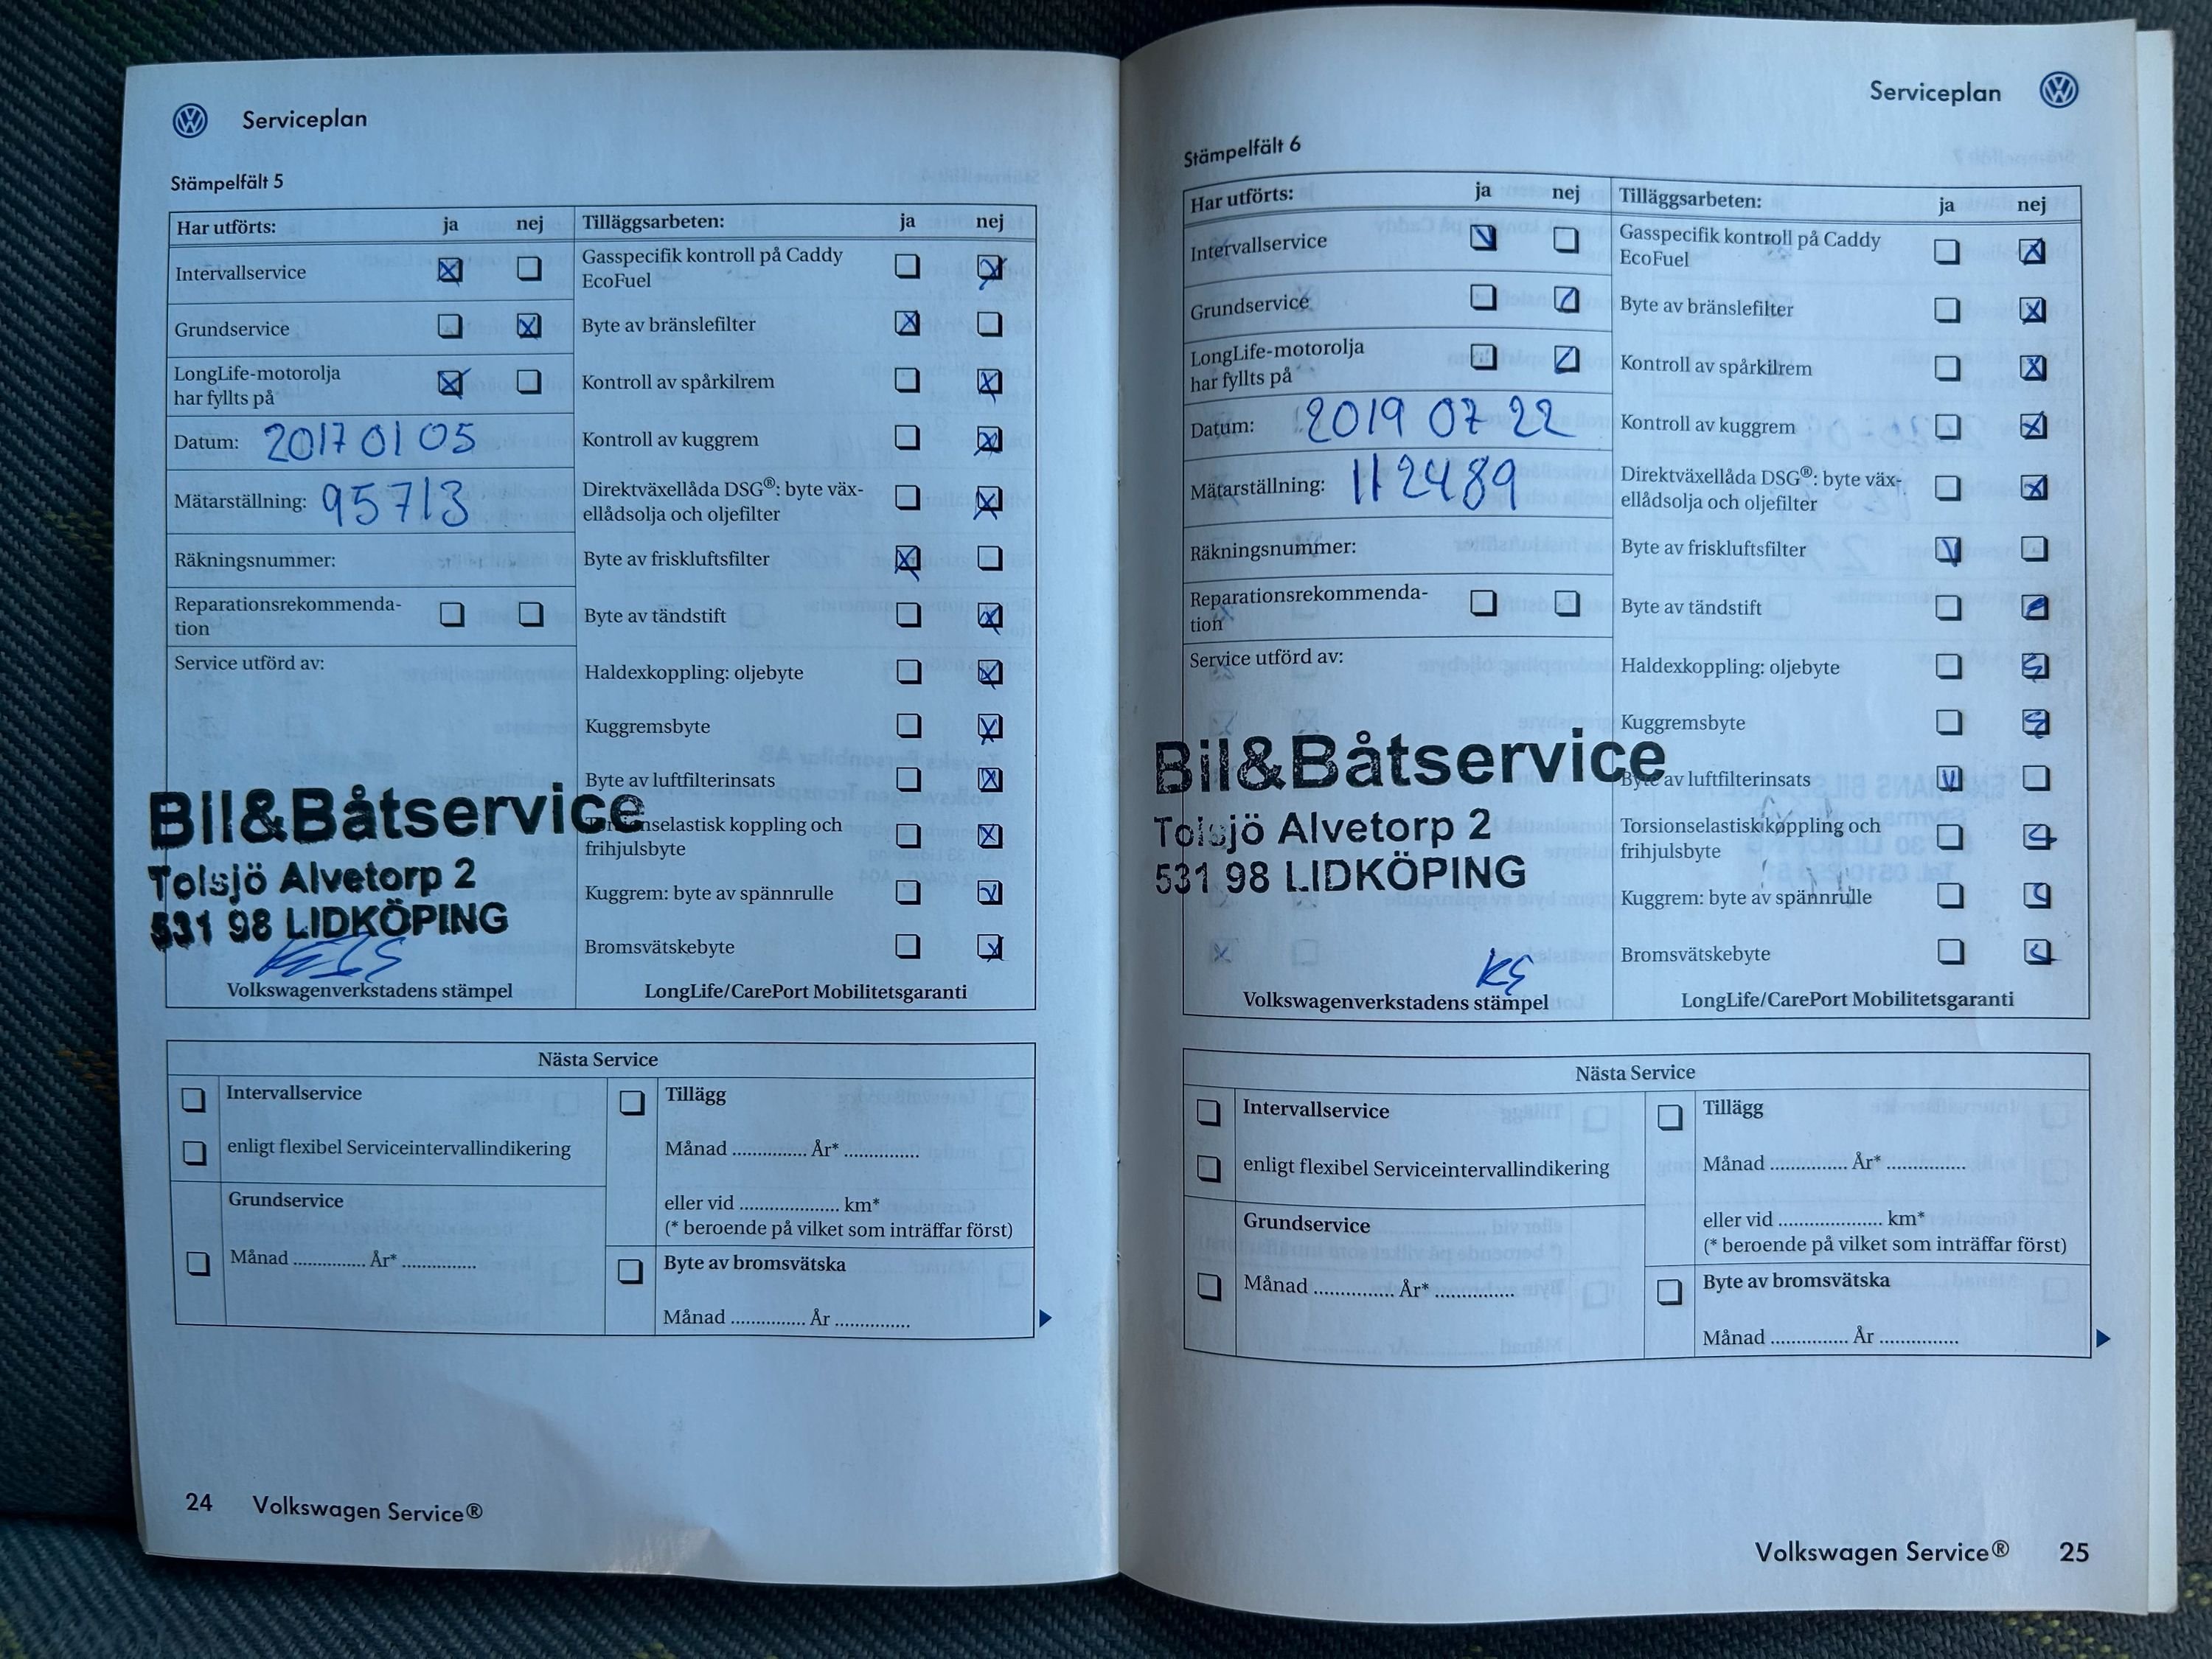 Serviceplan
Stämpelfält 5
Har utförts: ja nej
Intervallservice
Grundservice
LongLife-motorolja
har fyllts på
Datum: 2017 01 05
Mätarställning: 95713
Räkningsnummer:
Reparationsrekommenda-
tion
Service utförd av:
Bil&Båtservice
Tolsjö Alvetorp 2
531 98 LIDKÖPING
Volkswagenverkstadens stämpel
Tilläggsarbeten: ja nej
Gasspecifik kontroll på Caddy
EcoFuel
Byte av bränslefilter
Kontroll av spårkilrem
Kontroll av kuggrem
Direktväxellåda DSG®: byte väx-
ellådsolja och oljefilter
Byte av friskluftsfilter
Byte av tändstift
Haldexkoppling: oljebyte
Kuggremsbyte
Byte av luftfilterinsats
Torsionselastisk koppling och
frihjulsbyte
Kuggrem: byte av spännrulle
Bromsvätskebyte
LongLife/CarePort Mobilitetsgaranti
Nästa Service
Intervallservice
enligt flexibel Serviceintervallindikering
Grundservice
Månad .............. År* ..............
Tillägg
Månad .............. År* ..............
eller vid ................... km*
(* beroende på vilket som inträffar först)
Byte av bromsvätska
Månad .............. År ..............
24 Volkswagen Service®
Serviceplan
Stämpelfält 6
Har utförts: ja nej
Intervallservice
Grundservice
LongLife-motorolja
har fyllts på
Datum: 2019 07 22
Mätarställning: 112489
Räkningsnummer:
Reparationsrekommenda-
tion
Service utförd av:
Bil&Båtservice
Tolsjö Alvetorp 2
531 98 LIDKÖPING
KS
Volkswagenverkstadens stämpel
Tilläggsarbeten: ja nej
Gasspecifik kontroll på Caddy
EcoFuel
Byte av bränslefilter
Kontroll av spårkilrem
Kontroll av kuggrem
Direktväxellåda DSG®: byte väx-
ellådsolja och oljefilter
Byte av friskluftsfilter
Byte av tändstift
Haldexkoppling: oljebyte
Kuggremsbyte
Byte av luftfilterinsats
Torsionselastisk koppling och
frihjulsbyte
Kuggrem: byte av spännrulle
Bromsvätskebyte
LongLife/CarePort Mobilitetsgaranti
Nästa Service
Intervallservice
enligt flexibel Serviceintervallindikering
Grundservice
Månad .............. År* ..............
Tillägg
Månad .............. År* ..............
eller vid ................... km*
(* beroende på vilket som inträffar först)
Byte av bromsvätska
Månad .............. År ..............
Volkswagen Service® 25